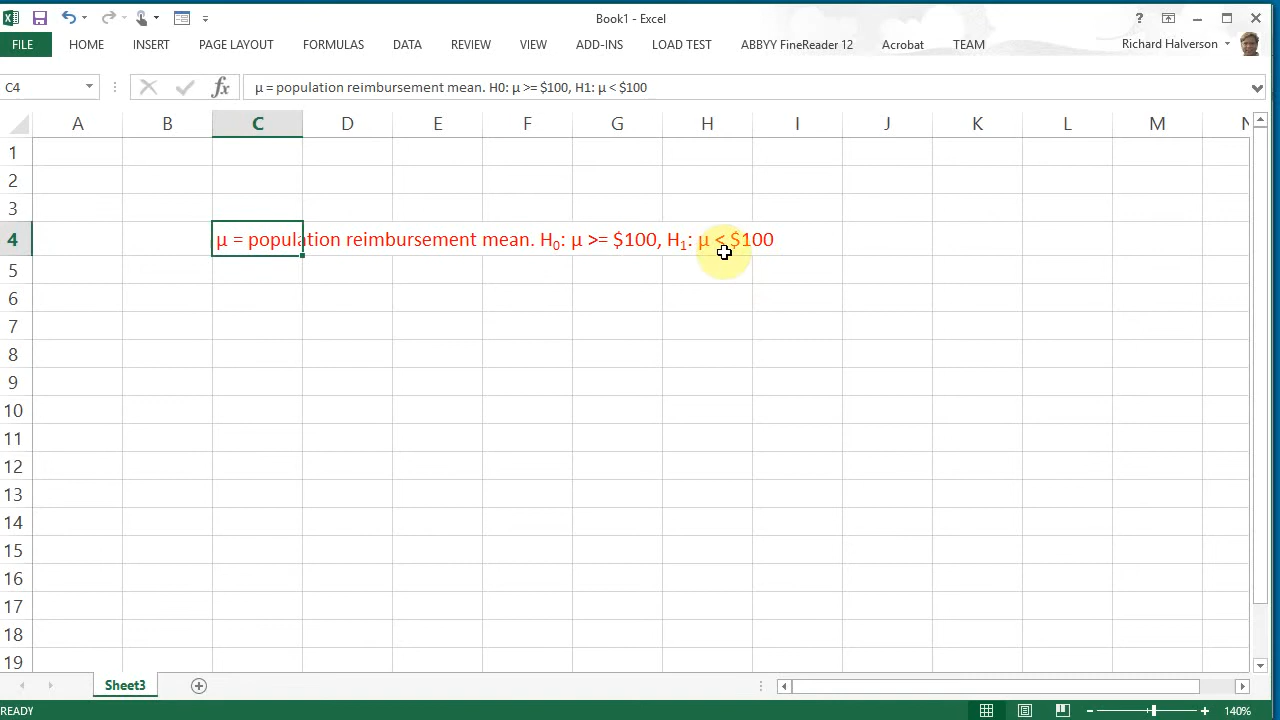 Book1 - Excel
?
FILE HOME INSERT PAGE LAYOUT FORMULAS DATA REVIEW VIEW ADD-INS LOAD TEST ABBYY FineReader 12 Acrobat TEAM Richard Halverson
C4 fx μ = population reimbursement mean. H0: μ >= $100, H1: μ < $100
A B C D E F G H I J K L M N
1
2
3
4 μ = population reimbursement mean. H₀: μ >= $100, H₁: μ < $100
5
6
7
8
9
10
11
12
13
14
15
16
17
18
19
Sheet3
READY 140%